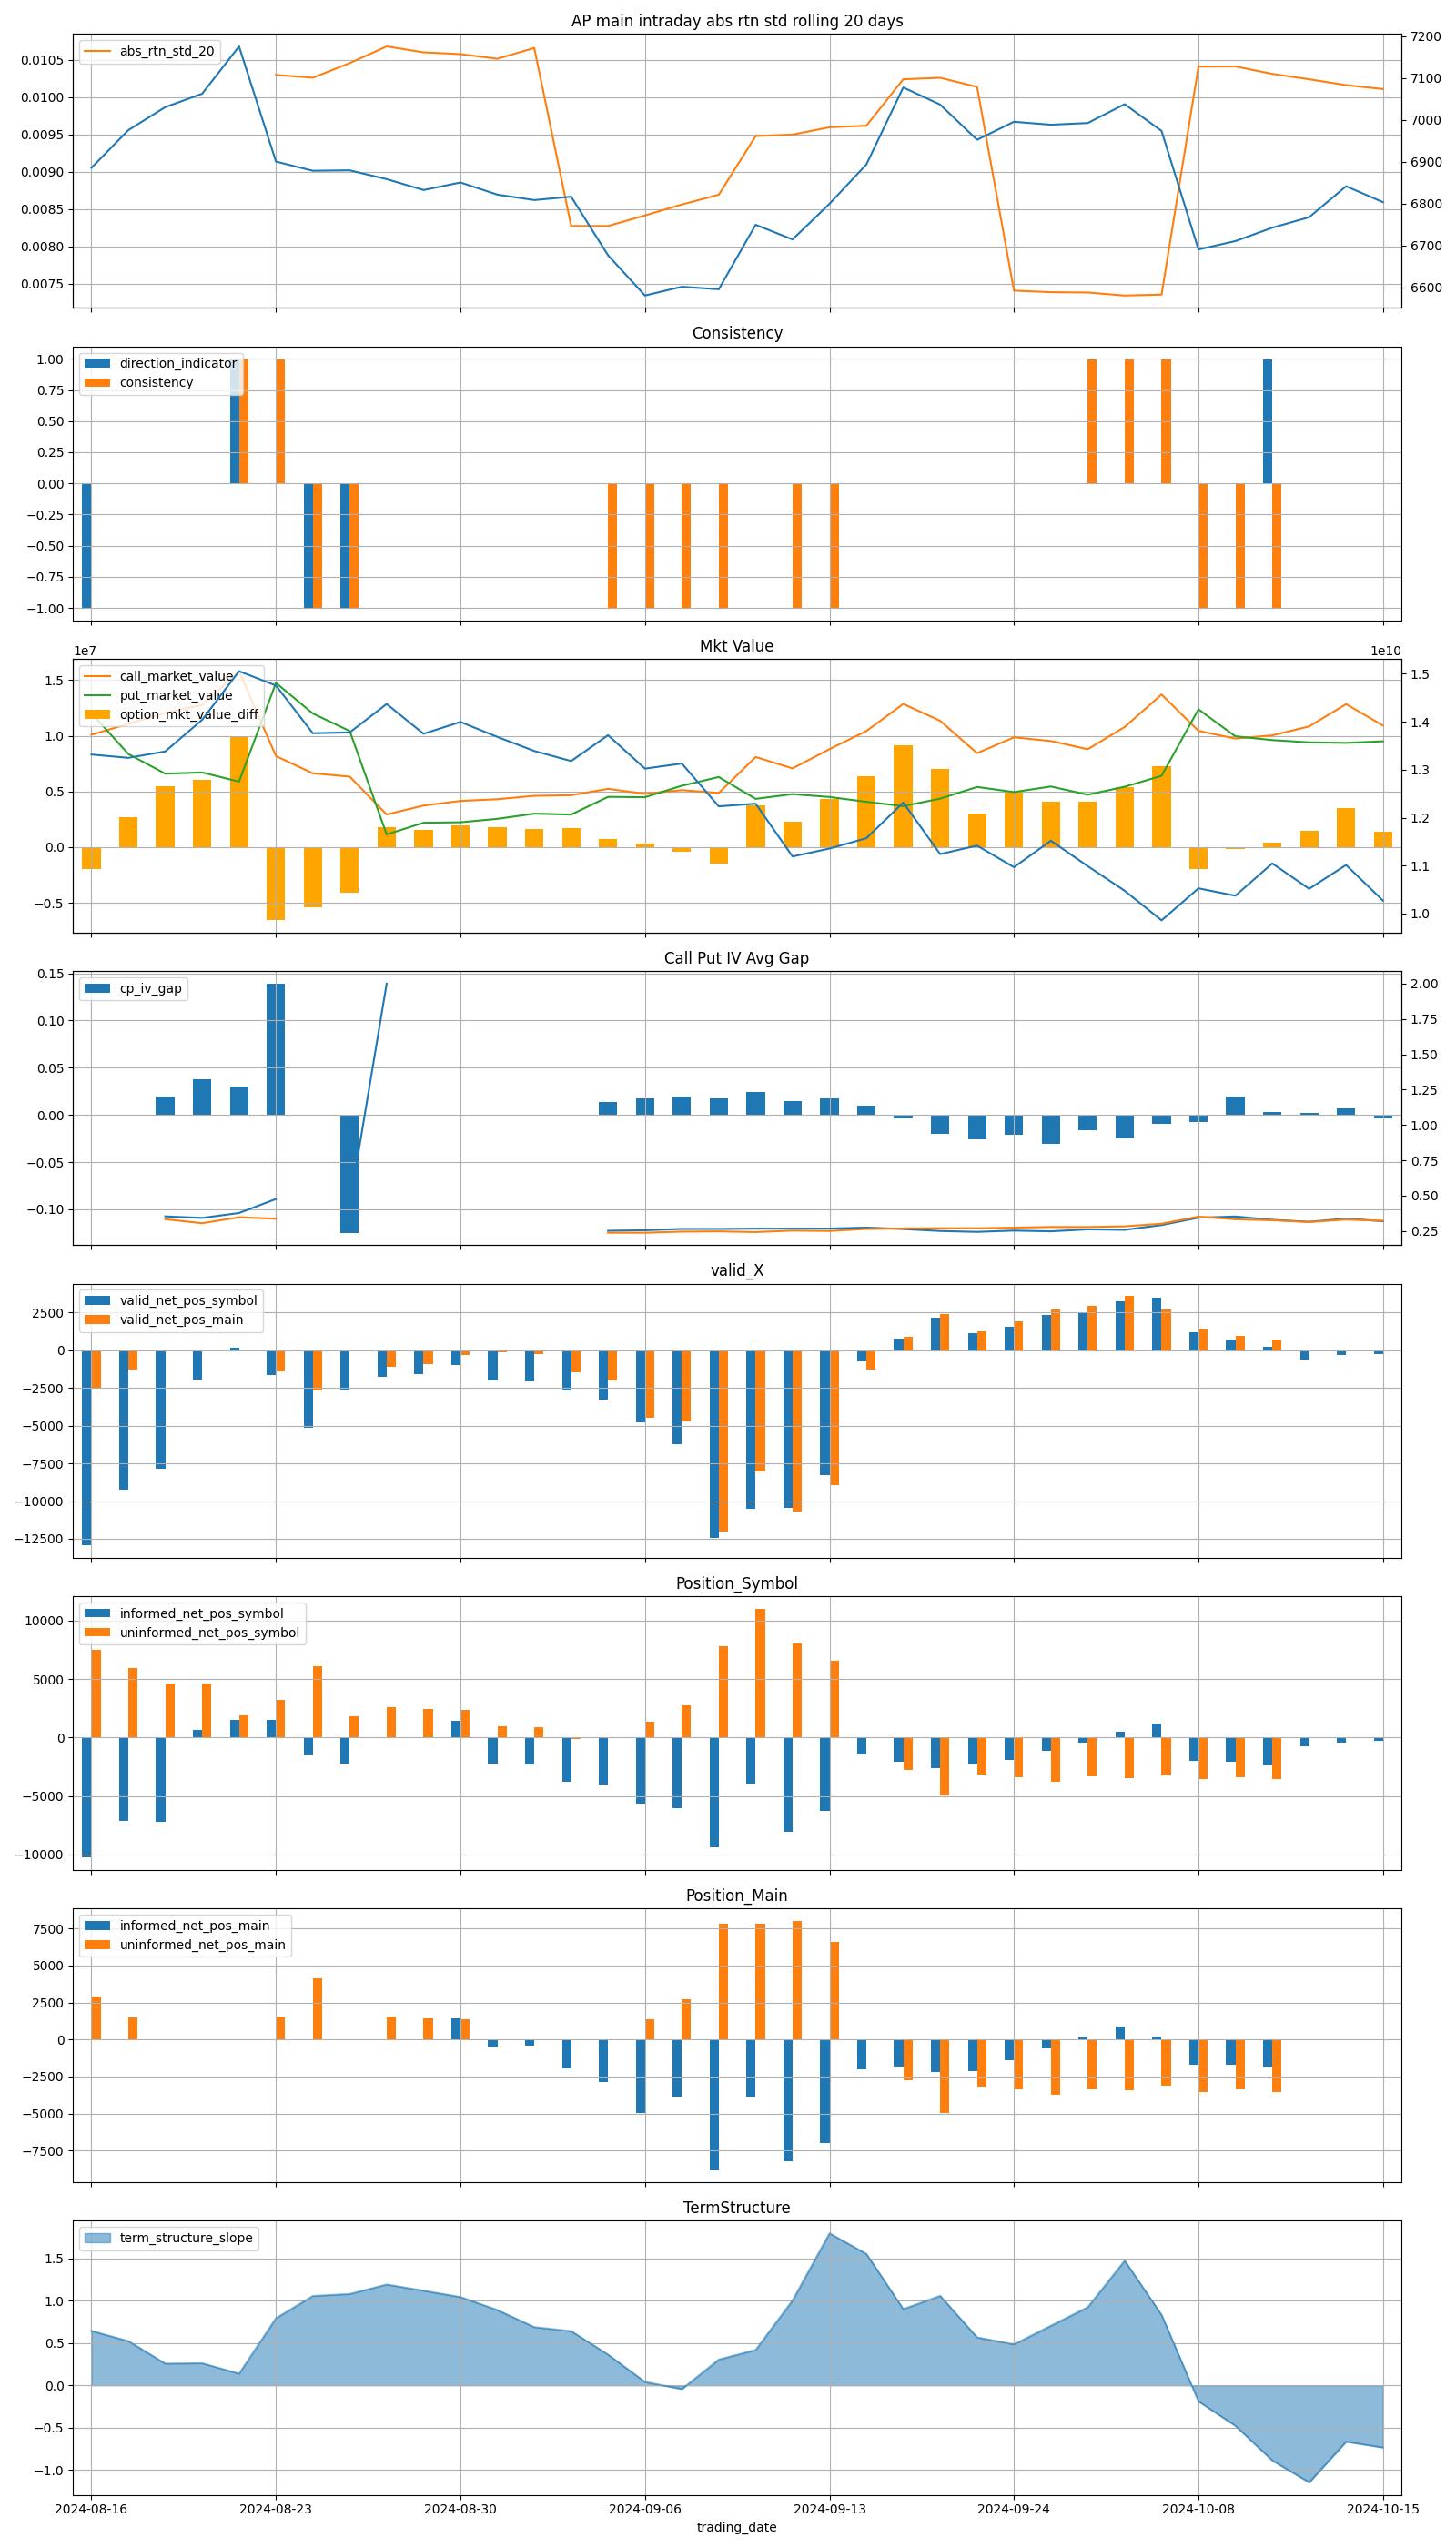 AP main intraday abs rtn std rolling 20 days
abs_rtn_std_20
0.0105
0.0100
0.0095
0.0090
0.0085
0.0080
0.0075
7200
7100
7000
6900
6800
6700
6600
Consistency
direction_indicator
consistency
1.00
0.75
0.50
0.25
0.00
−0.25
−0.50
−0.75
−1.00
Mkt Value
1e7
1e10
call_market_value
put_market_value
option_mkt_value_diff
1.5
1.0
0.5
0.0
−0.5
1.5
1.4
1.3
1.2
1.1
1.0
Call Put IV Avg Gap
cp_iv_gap
0.15
0.10
0.05
0.00
−0.05
−0.10
2.00
1.75
1.50
1.25
1.00
0.75
0.50
0.25
valid_X
valid_net_pos_symbol
valid_net_pos_main
2500
0
−2500
−5000
−7500
−10000
−12500
Position_Symbol
informed_net_pos_symbol
uninformed_net_pos_symbol
10000
5000
0
−5000
−10000
Position_Main
informed_net_pos_main
uninformed_net_pos_main
7500
5000
2500
0
−2500
−5000
−7500
TermStructure
term_structure_slope
1.5
1.0
0.5
0.0
−0.5
−1.0
2024-08-16 2024-08-23 2024-08-30 2024-09-06 2024-09-13 2024-09-24 2024-10-08 2024-10-15
trading_date